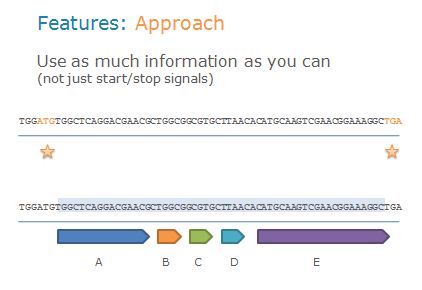 Features: Approach
Use as much information as you can
(not just start/stop signals)
TGGATGTGGCTCAGGACGAACGCTGGCGGCGTGCTTAACACATGCAAGTCGAACGGAAAGGCTGA
TGGATGTGGCTCAGGACGAACGCTGGCGGCGTGCTTAACACATGCAAGTCGAACGGAAAGGCTGA
A B C D E